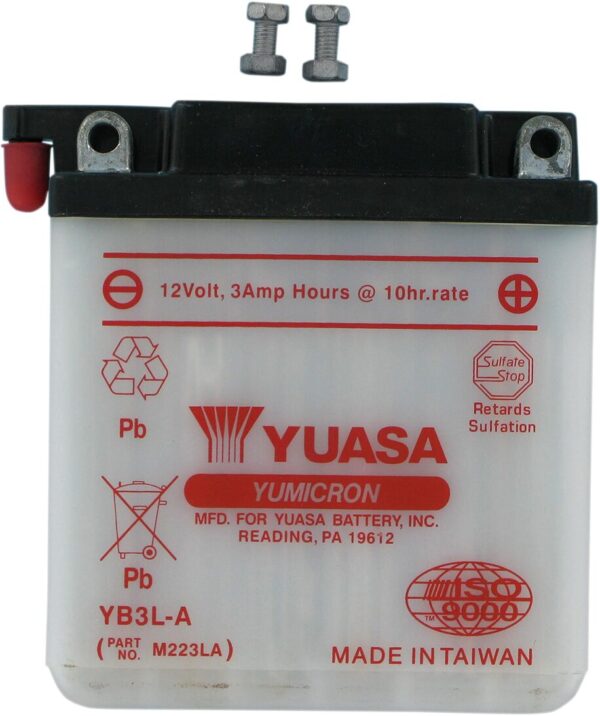 12Volt, 3Amp Hours @ 10hr.rate
Sulfate
Stop
Retards
Sulfation
Pb
YUASA
YUMICRON
MFD. FOR YUASA BATTERY, INC.
READING, PA 19612
Pb
YB3L-A
(PART NO. M223LA)
ISO
9000
TM
MADE IN TAIWAN